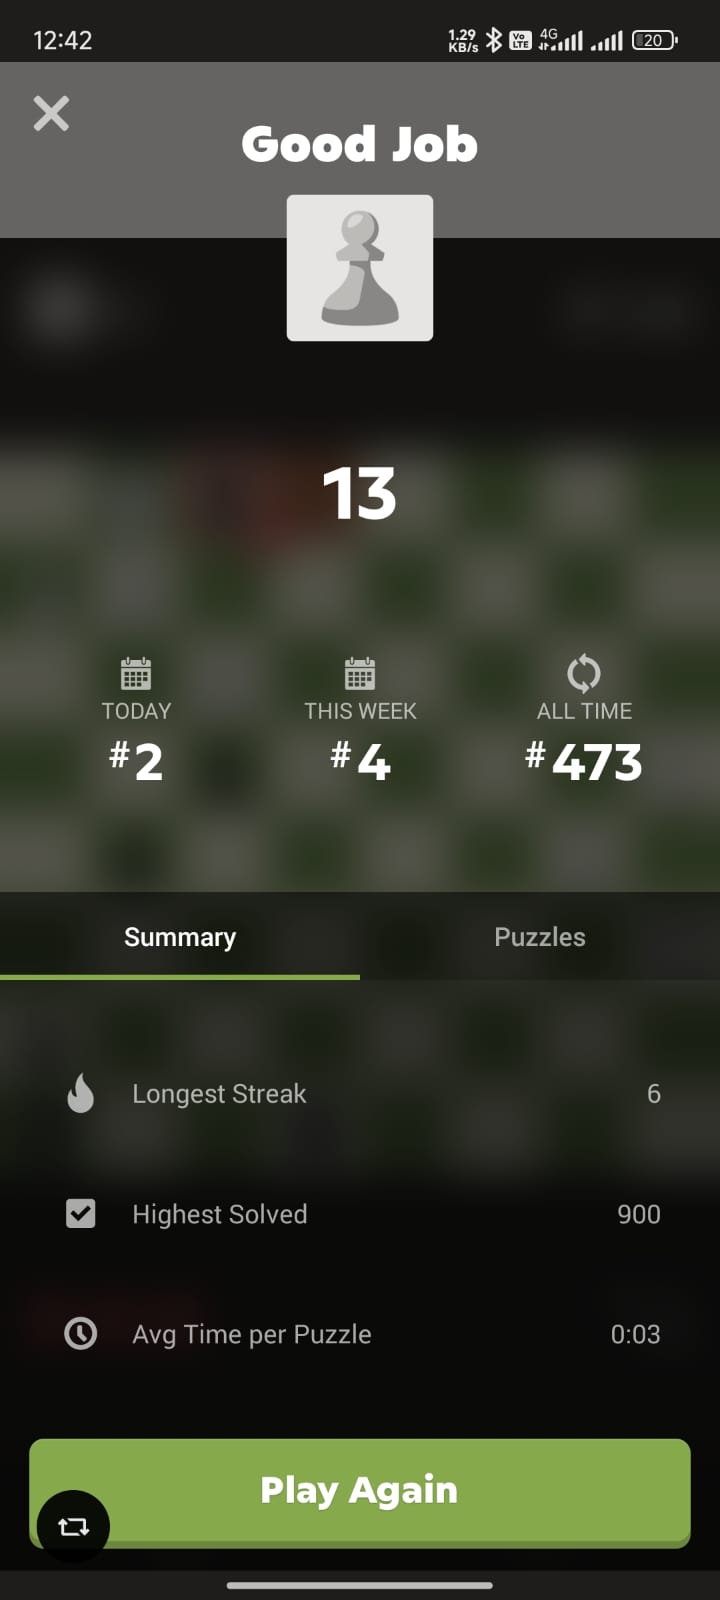 12:42
1.29 KB/s Vo LTE 4G 20
Good Job
13
TODAY
THIS WEEK
ALL TIME
#2
#4
#473
Summary
Puzzles
Longest Streak 6
Highest Solved 900
Avg Time per Puzzle 0:03
Play Again